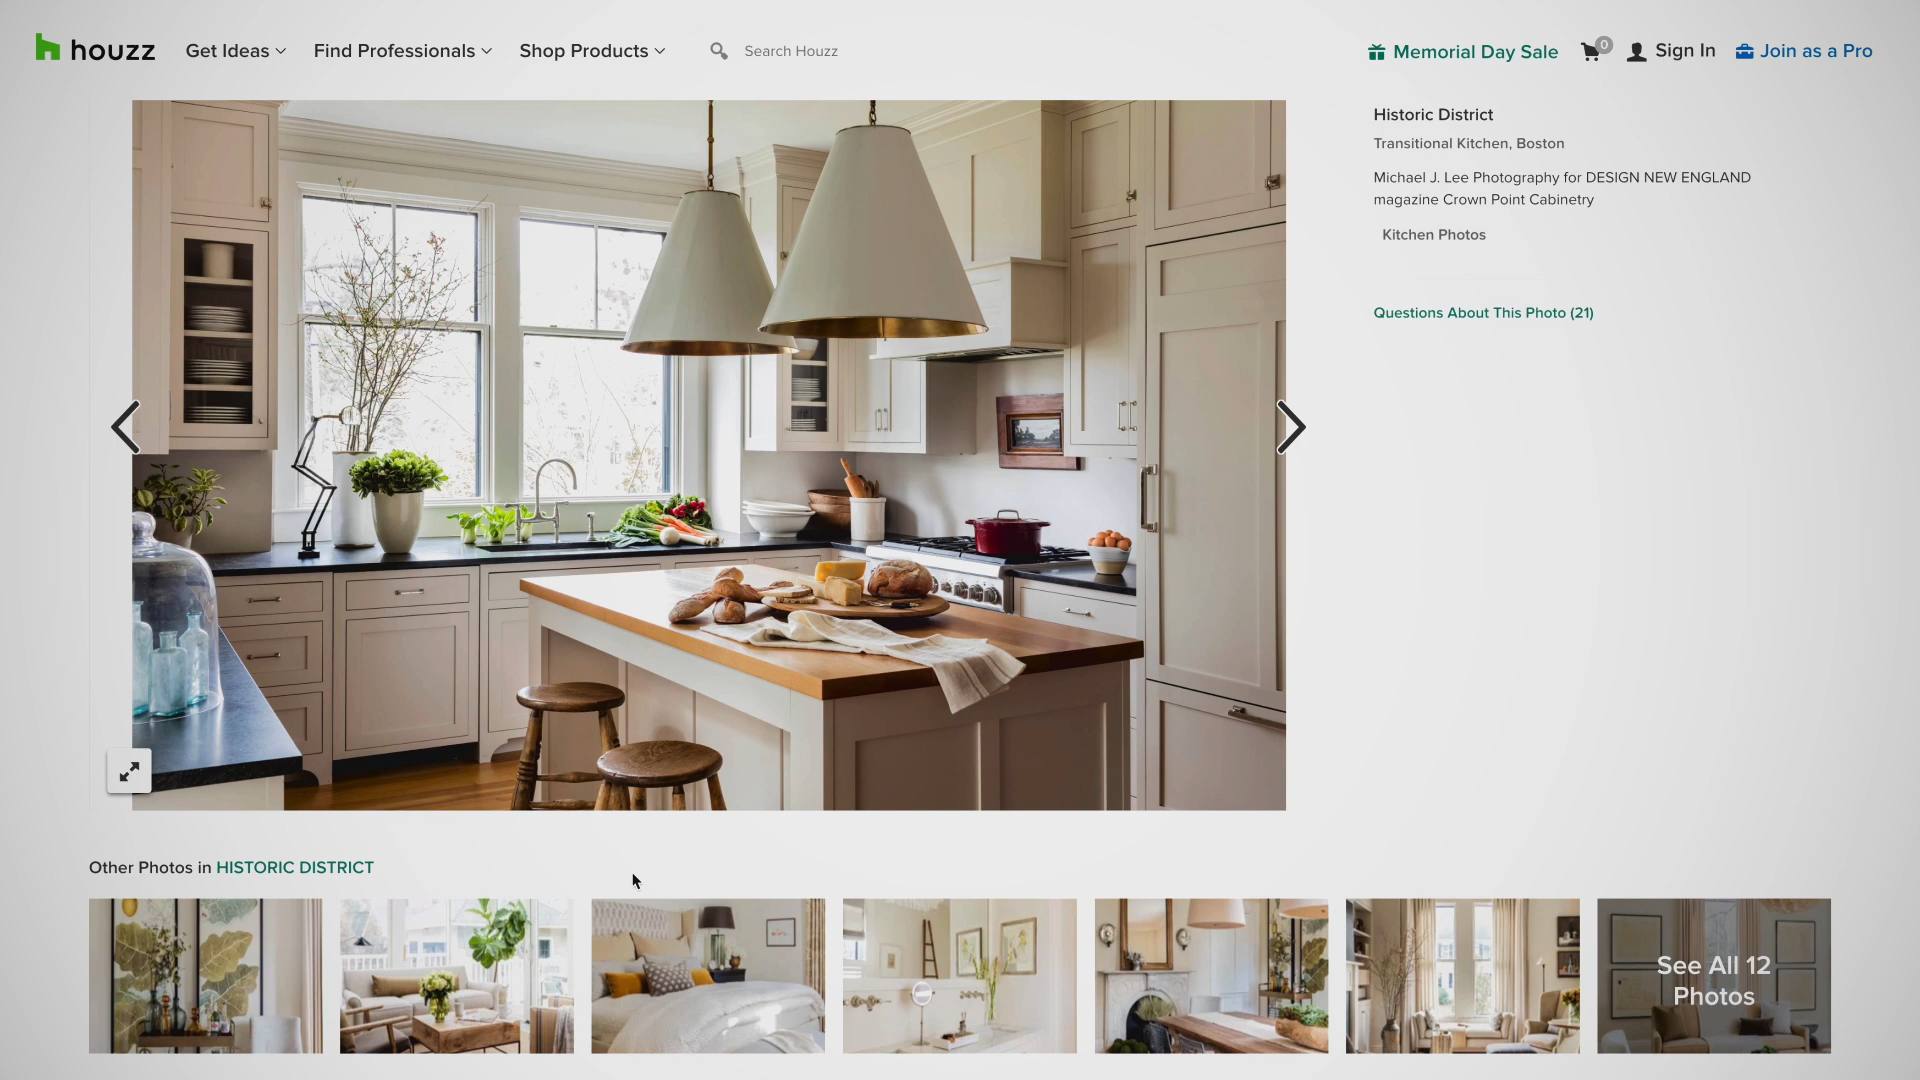 houzz
Get Ideas
Find Professionals
Shop Products
Search Houzz
Memorial Day Sale
0
Sign In
Join as a Pro
Historic District
Transitional Kitchen, Boston
Michael J. Lee Photography for DESIGN NEW ENGLAND
magazine Crown Point Cabinetry
Kitchen Photos
Questions About This Photo (21)
Other Photos in HISTORIC DISTRICT
See All 12
Photos